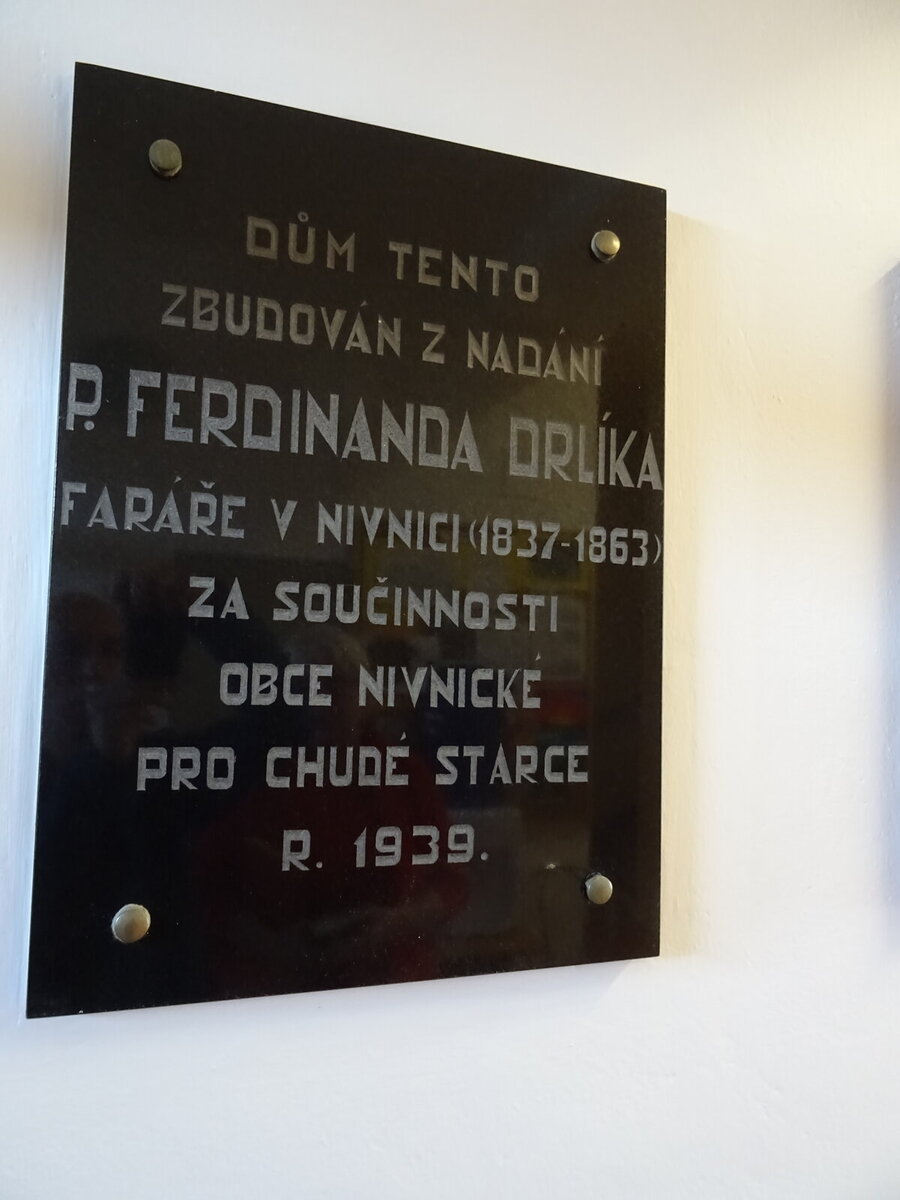 DŮM TENTO
ZBUDOVÁN Z NADÁNÍ
P. FERDINANDA DRLÍKA
FARÁŘE V NIVNICI (1837-1863)
ZA SOUČINNOSTI
OBCE NIVNICKÉ
PRO CHUDÉ STARCE
R. 1939.